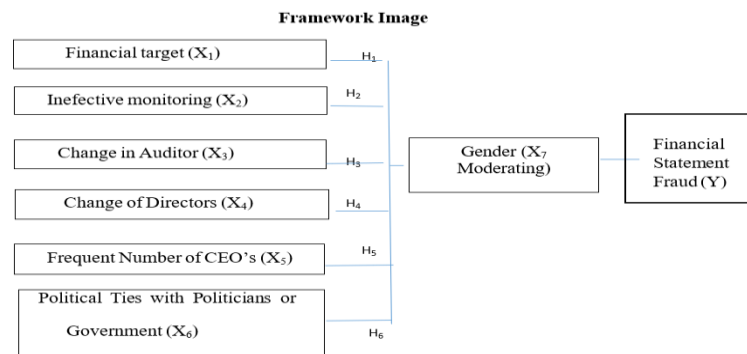 Framework Image
Financial target (X₁)
H₁
Inefective monitoring (X₂)
H₂
Change in Auditor (X₃)
H₃
Change of Directors (X₄)
H₄
Frequent Number of CEO's (X₅)
H₅
Political Ties with Politicians or
Government (X₆)
H₆
Gender (X₇
Moderating)
Financial
Statement
Fraud (Y)